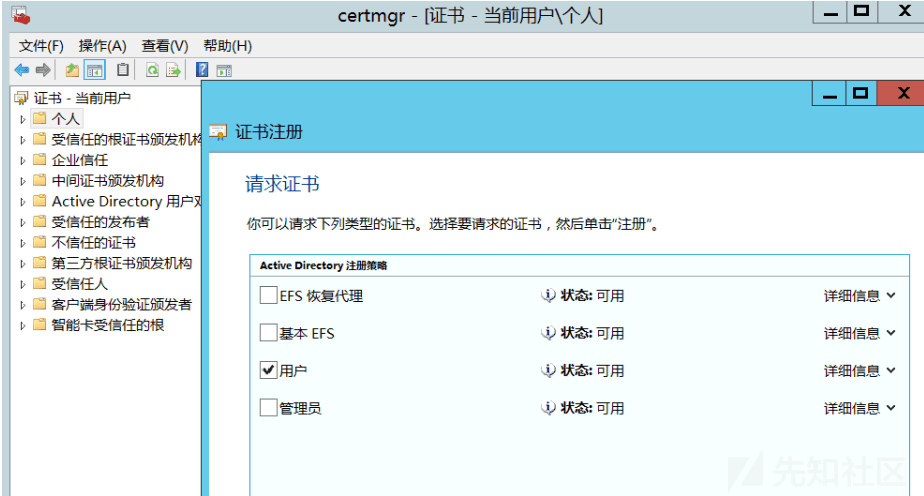 certmgr - [证书 - 当前用户\个人]
文件(F) 操作(A) 查看(V) 帮助(H)
证书 - 当前用户
个人
受信任的根证书颁发机构
企业信任
中间证书颁发机构
Active Directory 用户对
受信任的发布者
不信任的证书
第三方根证书颁发机构
受信任人
客户端身份验证颁发者
智能卡受信任的根
证书注册
请求证书
你可以请求下列类型的证书。选择要请求的证书，然后单击“注册”。
Active Directory 注册策略
EFS 恢复代理 状态: 可用 详细信息
基本 EFS 状态: 可用 详细信息
用户 状态: 可用 详细信息
管理员 状态: 可用 详细信息
先知社区